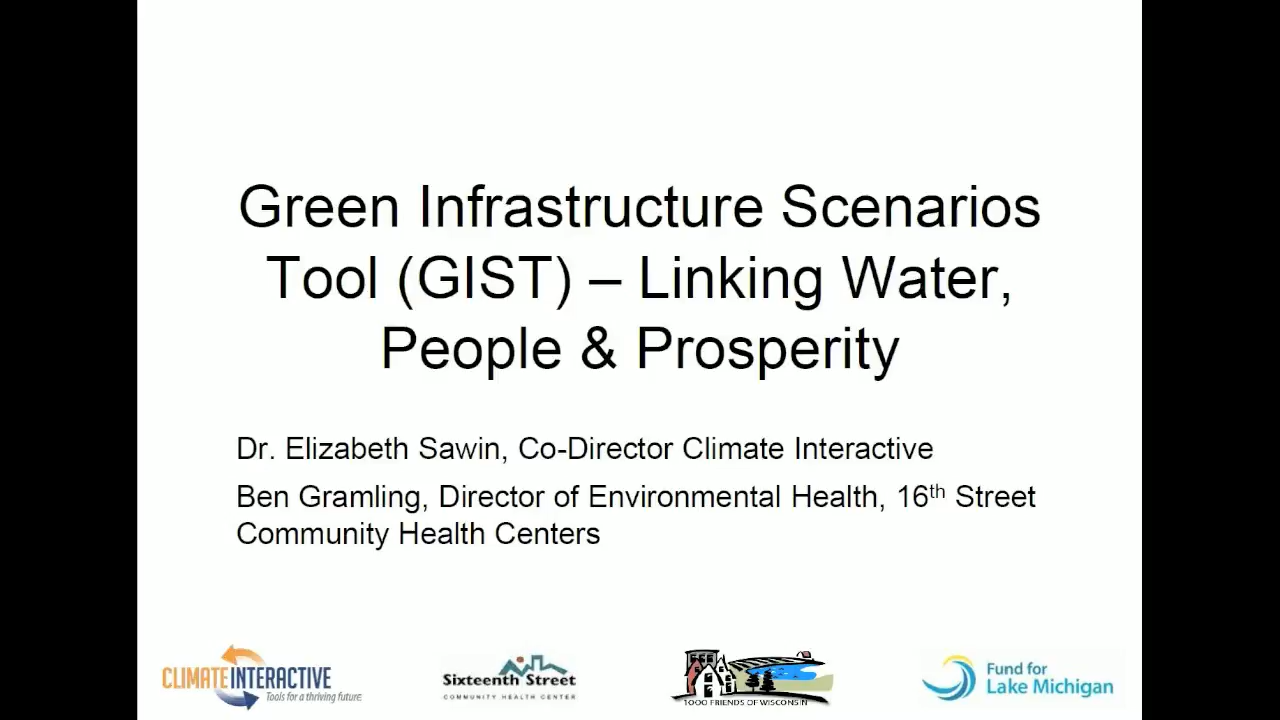 Green Infrastructure Scenarios
Tool (GIST) – Linking Water,
People & Prosperity
Dr. Elizabeth Sawin, Co-Director Climate Interactive
Ben Gramling, Director of Environmental Health, 16th Street
Community Health Centers
CLIMATEINTERACTIVE
Tools for a thriving future
Sixteenth Street
COMMUNITY HEALTH CENTER
1000 FRIENDS OF WISCONSIN
Fund for
Lake Michigan